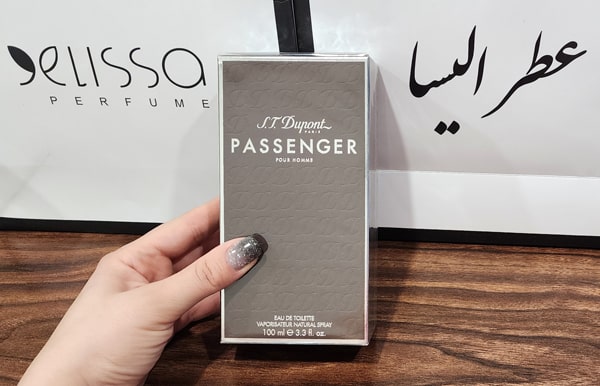 elissa
PERFUME
عطر الیسا
S.T. Dupont
PARIS
PASSENGER
POUR HOMME
EAU DE TOILETTE
VAPORISATEUR NATURAL SPRAY
100 ml ℮ 3.3 fl. oz.